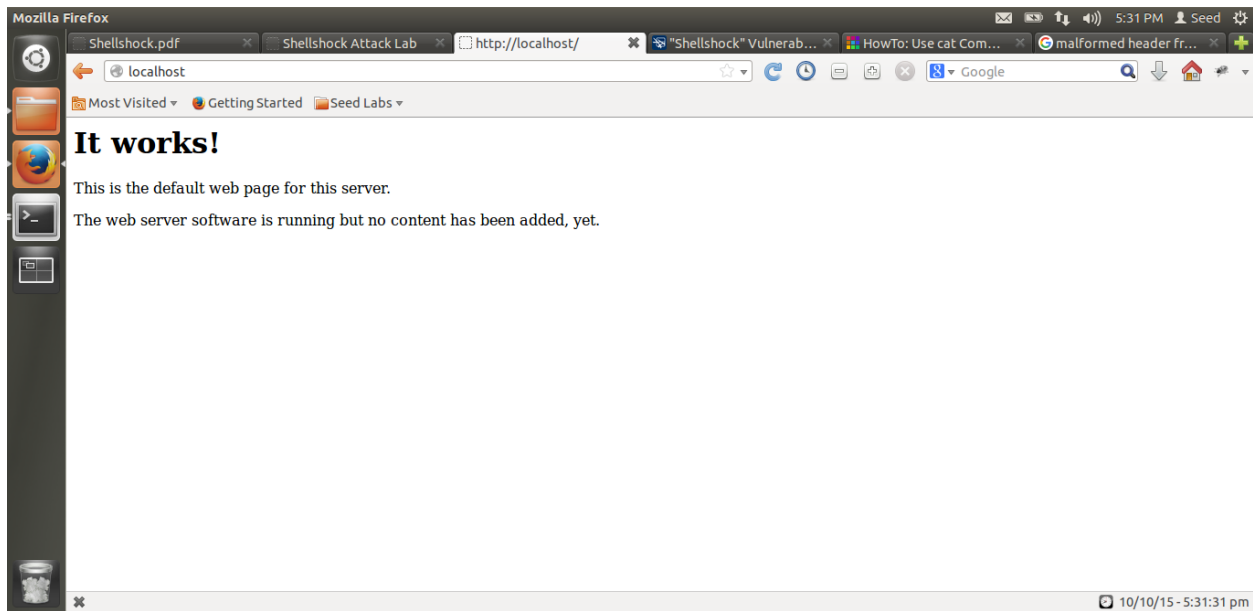 Mozilla Firefox 5:31 PM Seed
Shellshock.pdf Shellshock Attack Lab http://localhost/ "Shellshock" Vulnerab... HowTo: Use cat Com... malformed header fr...
localhost Google
Most Visited Getting Started Seed Labs
It works!
This is the default web page for this server.
The web server software is running but no content has been added, yet.
10/10/15 - 5:31:31 pm